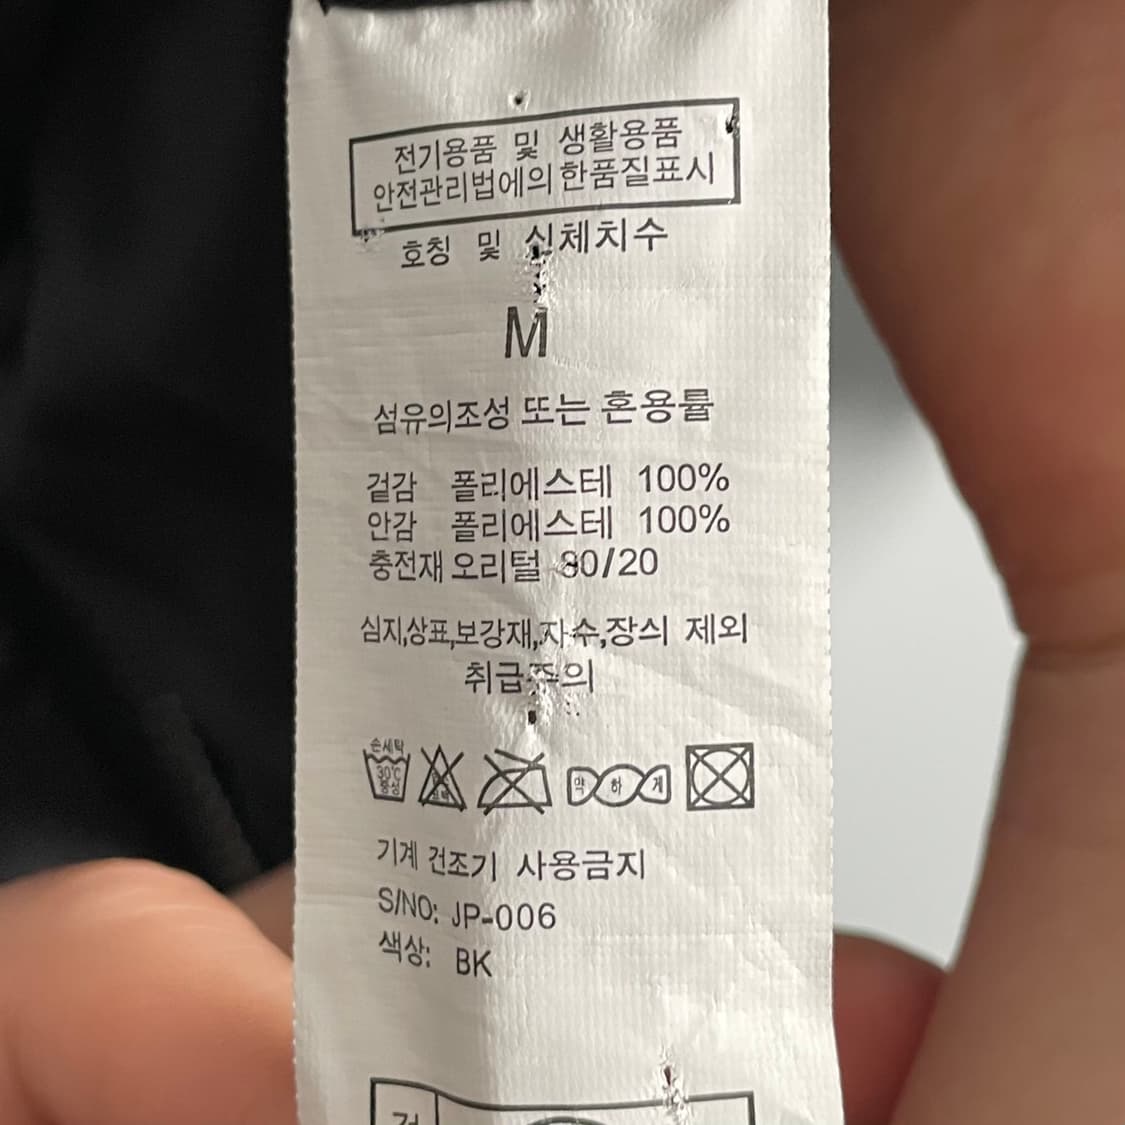 전기용품 및 생활용품
안전관리법에의한품질표시
호칭 및 신체치수
M
섬유의조성 또는 혼용률
겉감 폴리에스테 100%
안감 폴리에스테 100%
충전재 오리털 80/20
심지,상표,보강재,자수,장식 제외
취급주의
손세탁
30℃
중성
약 하 게
기계 건조기 사용금지
S/NO: JP-006
색상: BK